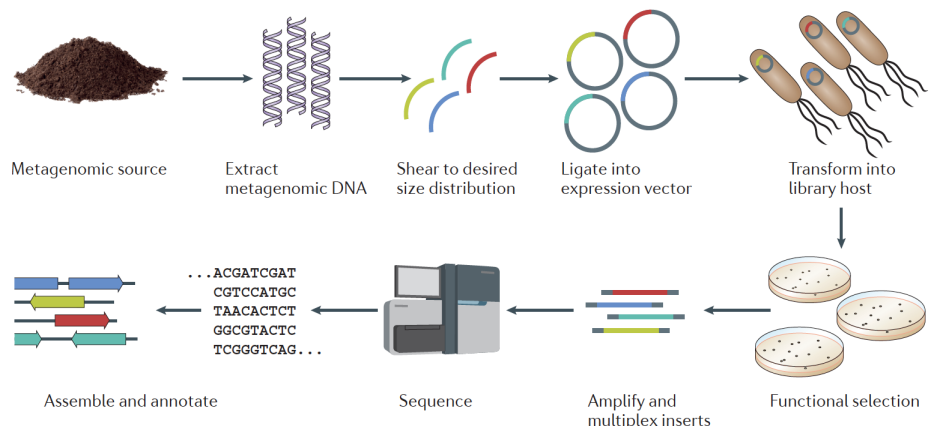 Metagenomic source
Extract
metagenomic DNA
Shear to desired
size distribution
Ligate into
expression vector
Transform into
library host
Assemble and annotate
...ACGATCGAT
CGTCCATGC
TAACACTCT
GGCGTACTC
TCGGGTCAG...
Sequence
Amplify and
multiplex inserts
Functional selection